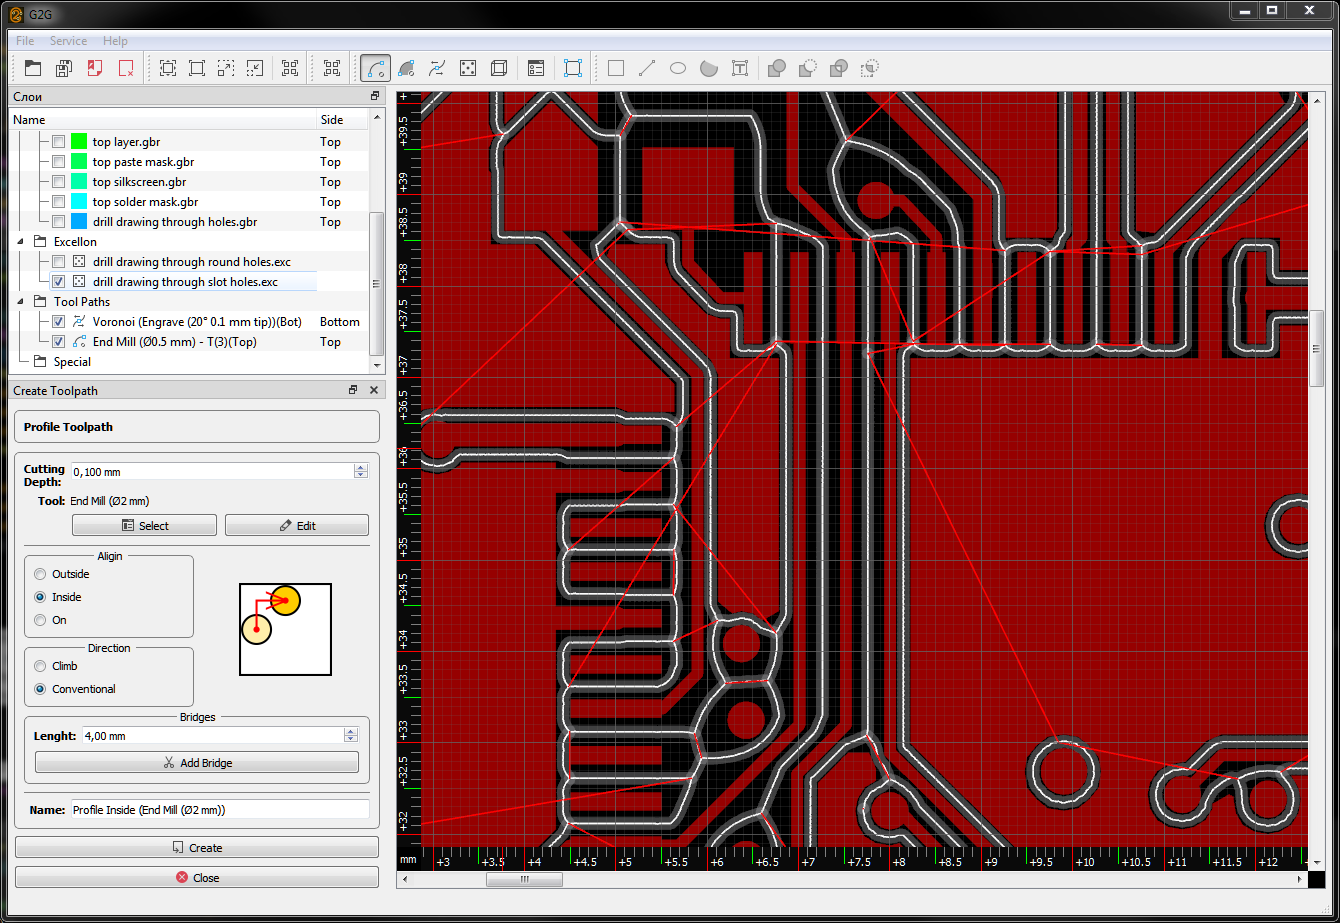 G2G
File Service Help
Слои
Name Side
top layer.gbr Top
top paste mask.gbr Top
top silkscreen.gbr Top
top solder mask.gbr Top
drill drawing through holes.gbr Top
Excellon
drill drawing through round holes.exc
drill drawing through slot holes.exc
Tool Paths
Voronoi (Engrave (20° 0.1 mm tip))(Bot) Bottom
End Mill (Ø0.5 mm) - T(3)(Top) Top
Special
Create Toolpath
Profile Toolpath
Cutting
Depth: 0,100 mm
Tool: End Mill (Ø2 mm)
Select Edit
Aligin
Outside
Inside
On
Direction
Climb
Conventional
Bridges
Lenght: 4,00 mm
Add Bridge
Name: Profile Inside (End Mill (Ø2 mm))
Create
Close
+
+39.5
+39
+38.5
+38
+37.5
+37
+36.5
+36
+35.5
+35
+34.5
+34
+33.5
+33
+32.5
+32
mm +3 +3.5 +4 +4.5 +5 +5.5 +6 +6.5 +7 +7.5 +8 +8.5 +9 +9.5 +10 +10.5 +11 +11.5 +12 +